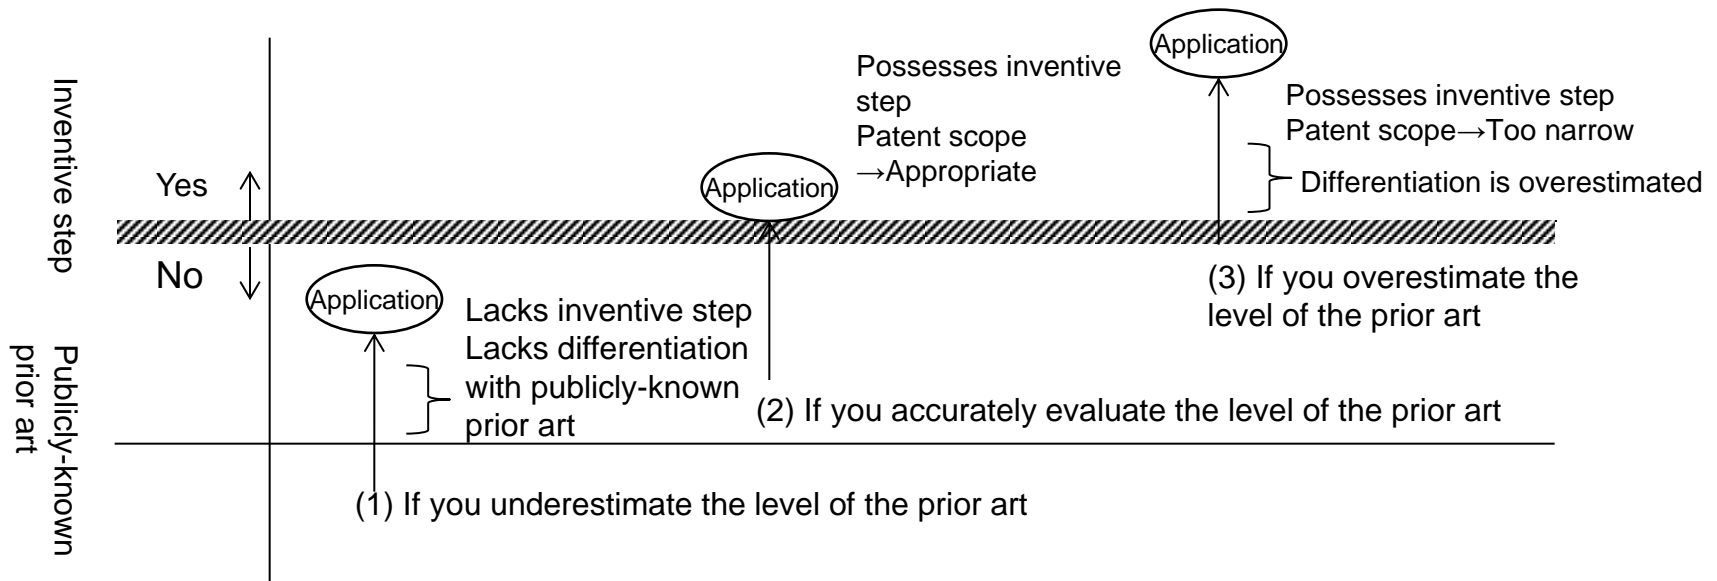 Inventive step
Publicly-known
prior art
Yes
No
Application
Lacks inventive step
Lacks differentiation
with publicly-known
prior art
(1) If you underestimate the level of the prior art
Application
Possesses inventive
step
Patent scope
→Appropriate
(2) If you accurately evaluate the level of the prior art
Application
Possesses inventive step
Patent scope→Too narrow
Differentiation is overestimated
(3) If you overestimate the
level of the prior art